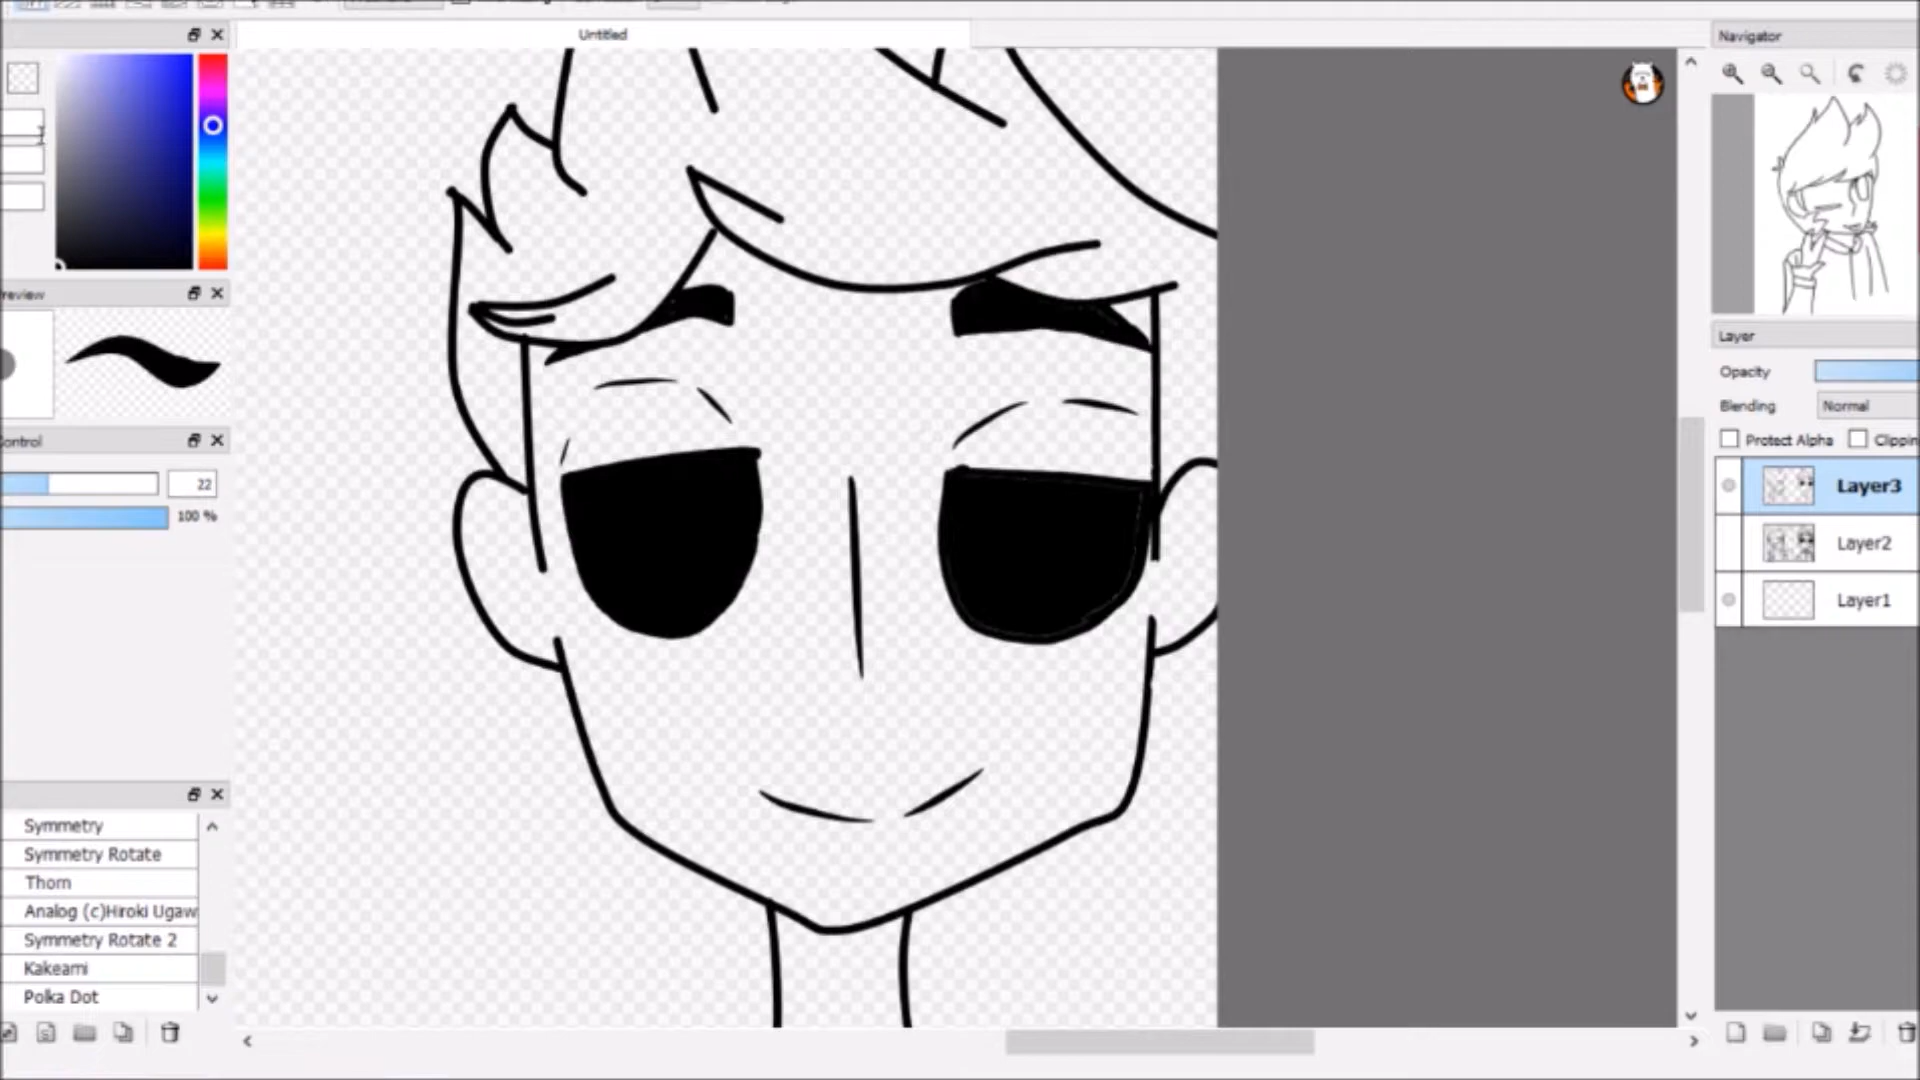 Untitled
Navigator
review
Layer
Opacity
Blending Normal
Protect Alpha Clippin
ontrol
22
100 %
Layer3
Layer2
Layer1
Symmetry
Symmetry Rotate
Thorn
Analog (c)Hiroki Ugaw
Symmetry Rotate 2
Kakeami
Polka Dot